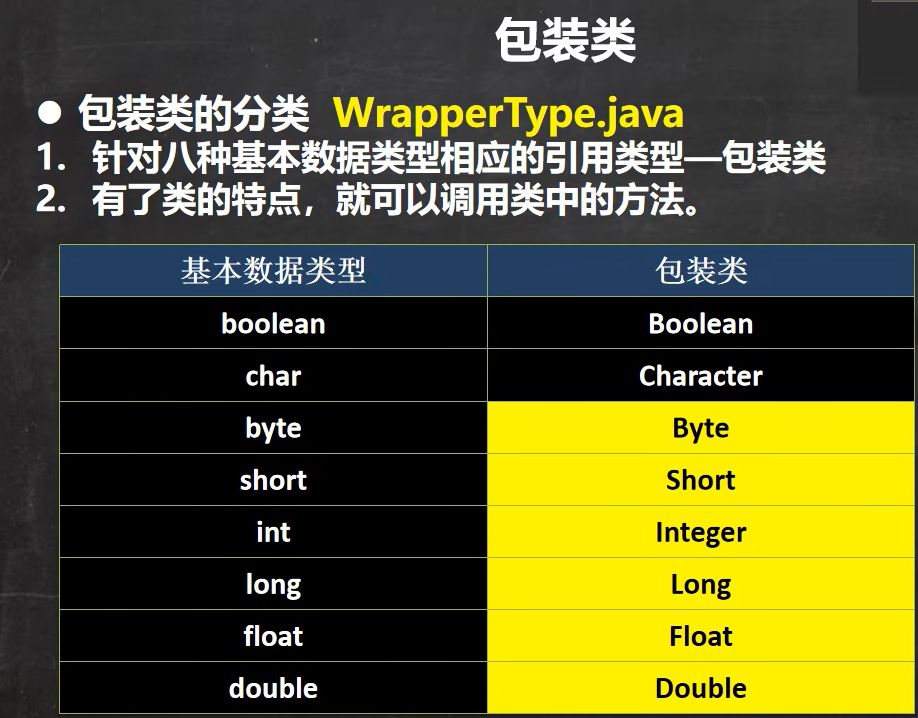 包装类
● 包装类的分类 WrapperType.java
1. 针对八种基本数据类型相应的引用类型—包装类
2. 有了类的特点，就可以调用类中的方法。
基本数据类型 包装类
boolean Boolean
char Character
byte Byte
short Short
int Integer
long Long
float Float
double Double